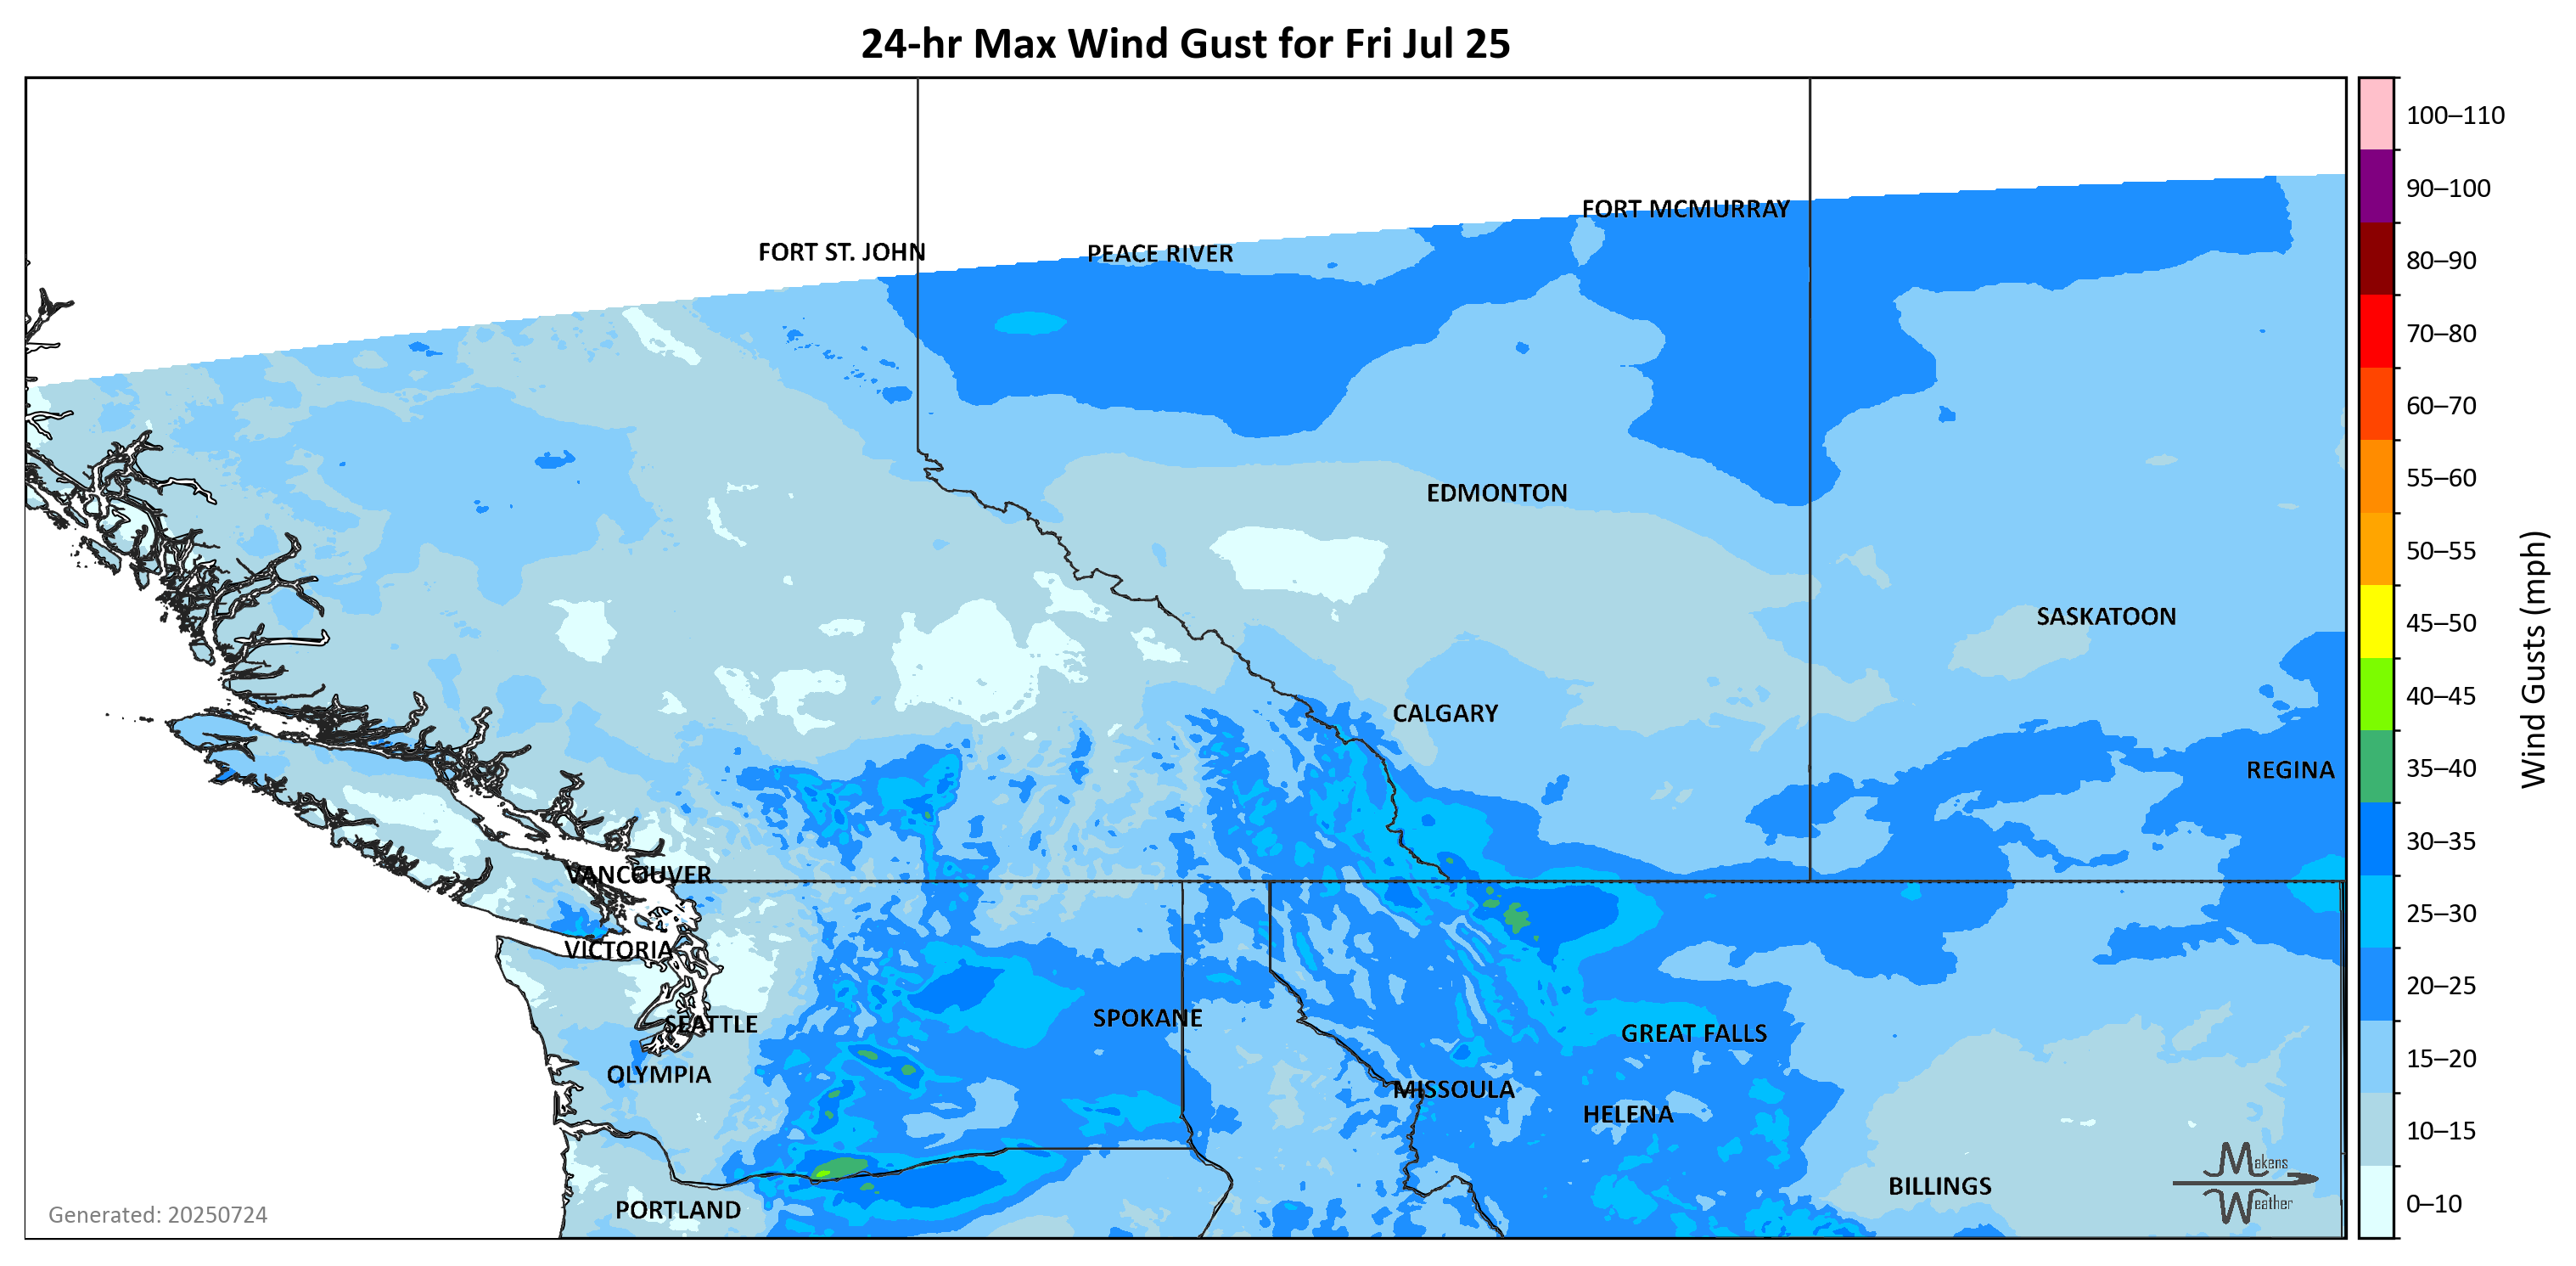 24-hr Max Wind Gust for Fri Jul 25
100–110
90–100
80–90
70–80
60–70
55–60
50–55
45–50
40–45
35–40
30–35
25–30
20–25
15–20
10–15
0–10
Wind Gusts (mph)
FORT MCMURRAY
FORT ST. JOHN
PEACE RIVER
EDMONTON
SASKATOON
CALGARY
REGINA
VANCOUVER
VICTORIA
SPOKANE
SEATTLE
GREAT FALLS
OLYMPIA
MISSOULA
HELENA
BILLINGS
PORTLAND
Makens
Weather
Generated: 20250724